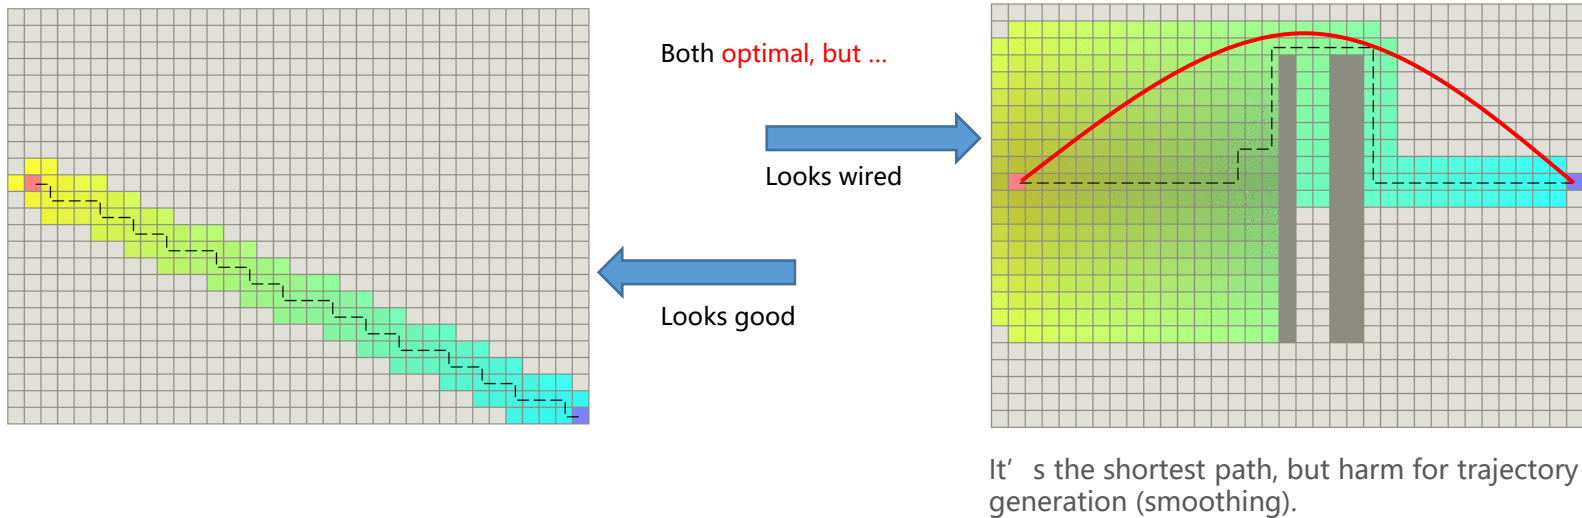 Both optimal, but ...
Looks wired
Looks good
It’ s the shortest path, but harm for trajectory
generation (smoothing).